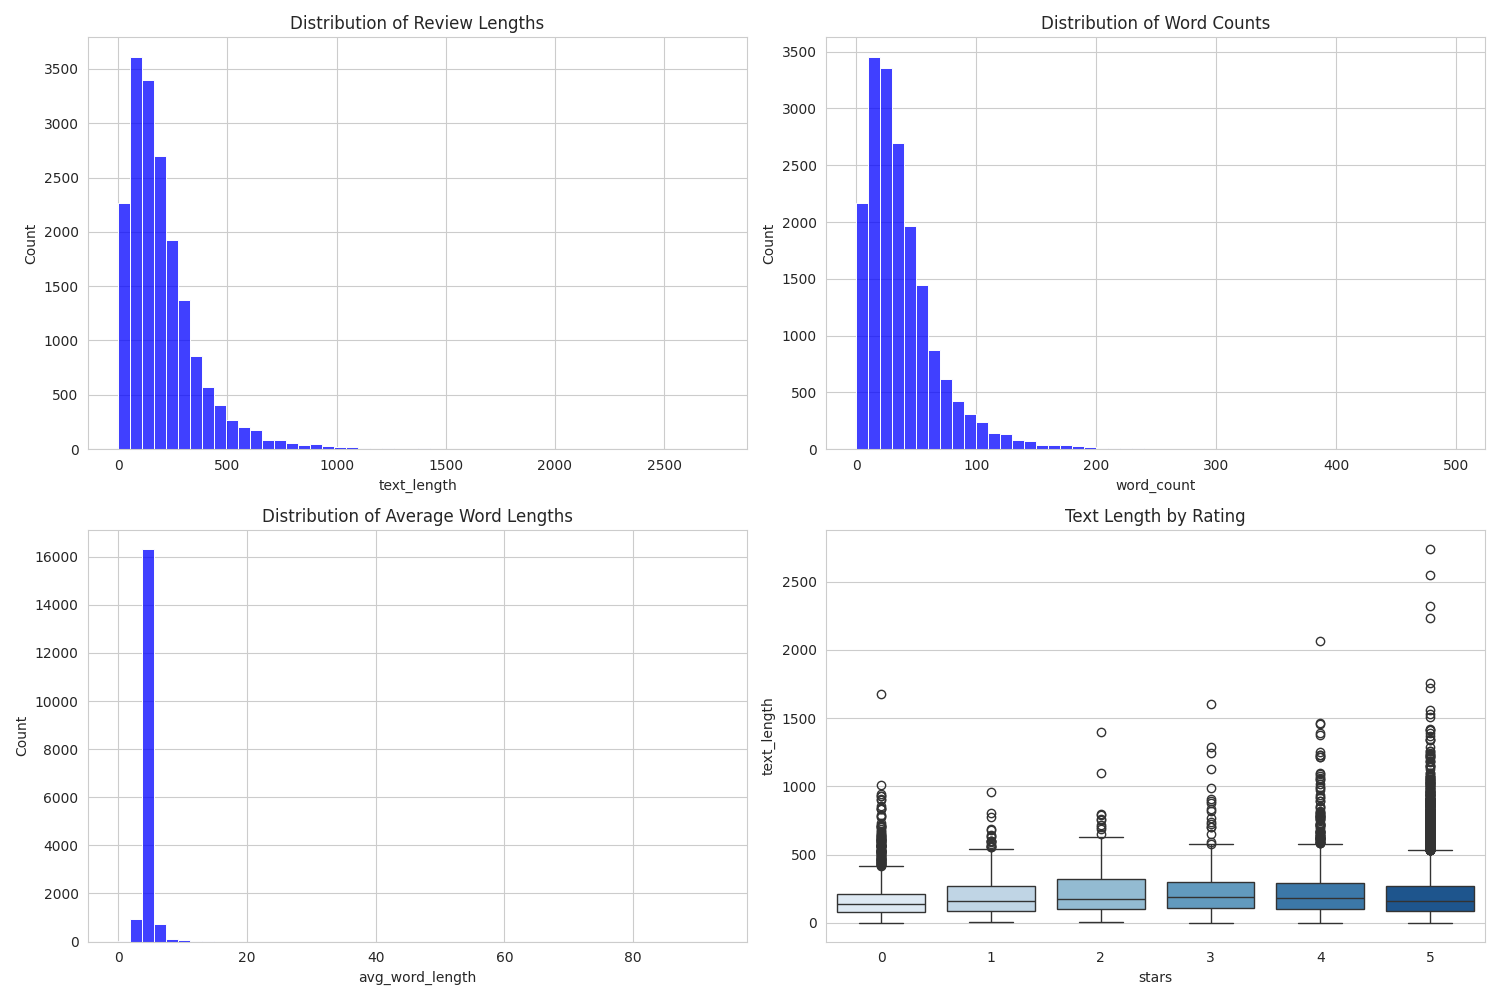 Distribution of Review Lengths
3500
3000
2500
2000
1500
1000
500
0
Count
0 500 1000 1500 2000 2500
text_length
Distribution of Word Counts
3500
3000
2500
2000
1500
1000
500
0
Count
0 100 200 300 400 500
word_count
Distribution of Average Word Lengths
16000
14000
12000
10000
8000
6000
4000
2000
0
Count
0 20 40 60 80
avg_word_length
Text Length by Rating
2500
2000
1500
1000
500
0
text_length
0 1 2 3 4 5
stars